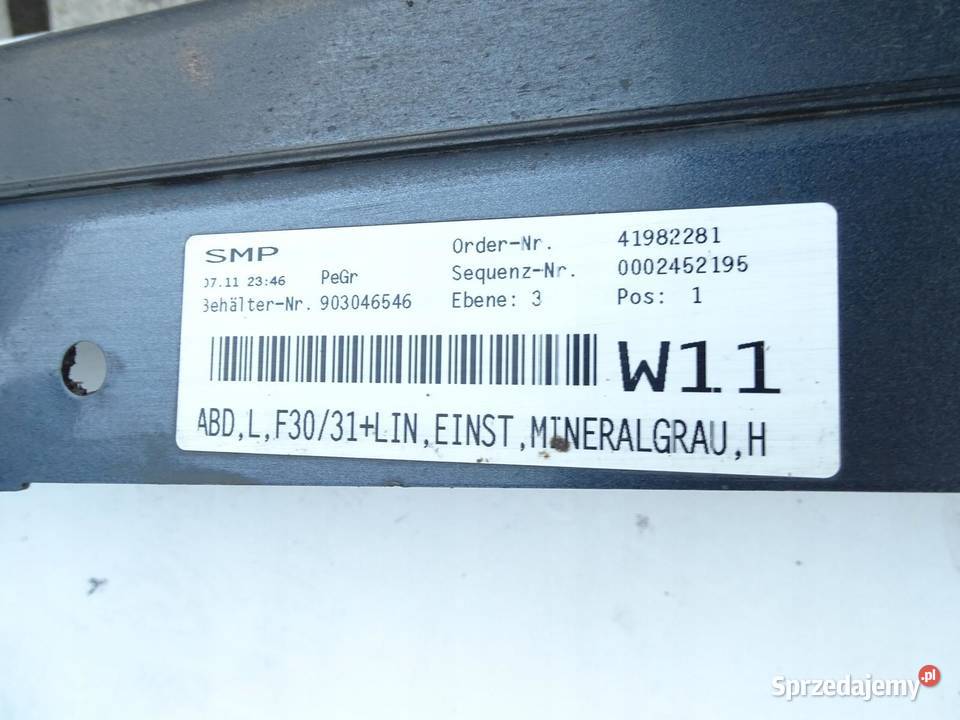 SMP
07.11 23:46 PeGr
Behälter-Nr. 903046546
Order-Nr. 41982281
Sequenz-Nr. 0002452195
Ebene: 3 Pos: 1
W11
ABD,L,F30/31+LIN,EINST,MINERALGRAU,H
Sprzedajemy.pl